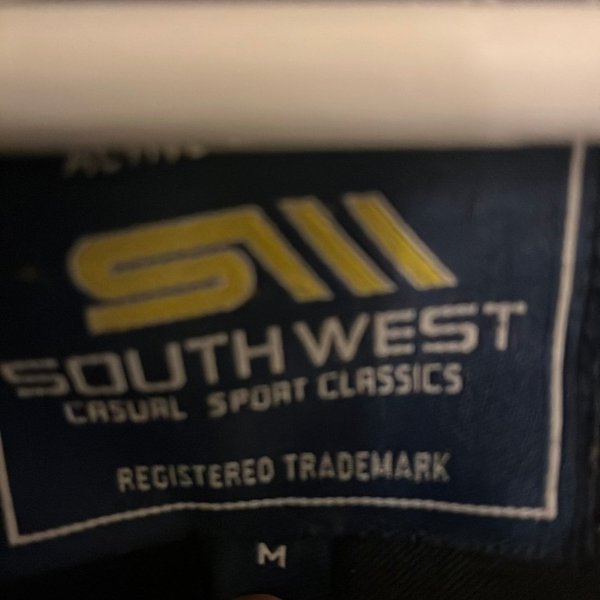 SOUTH WEST
CASUAL SPORT CLASSICS
REGISTERED TRADEMARK
M